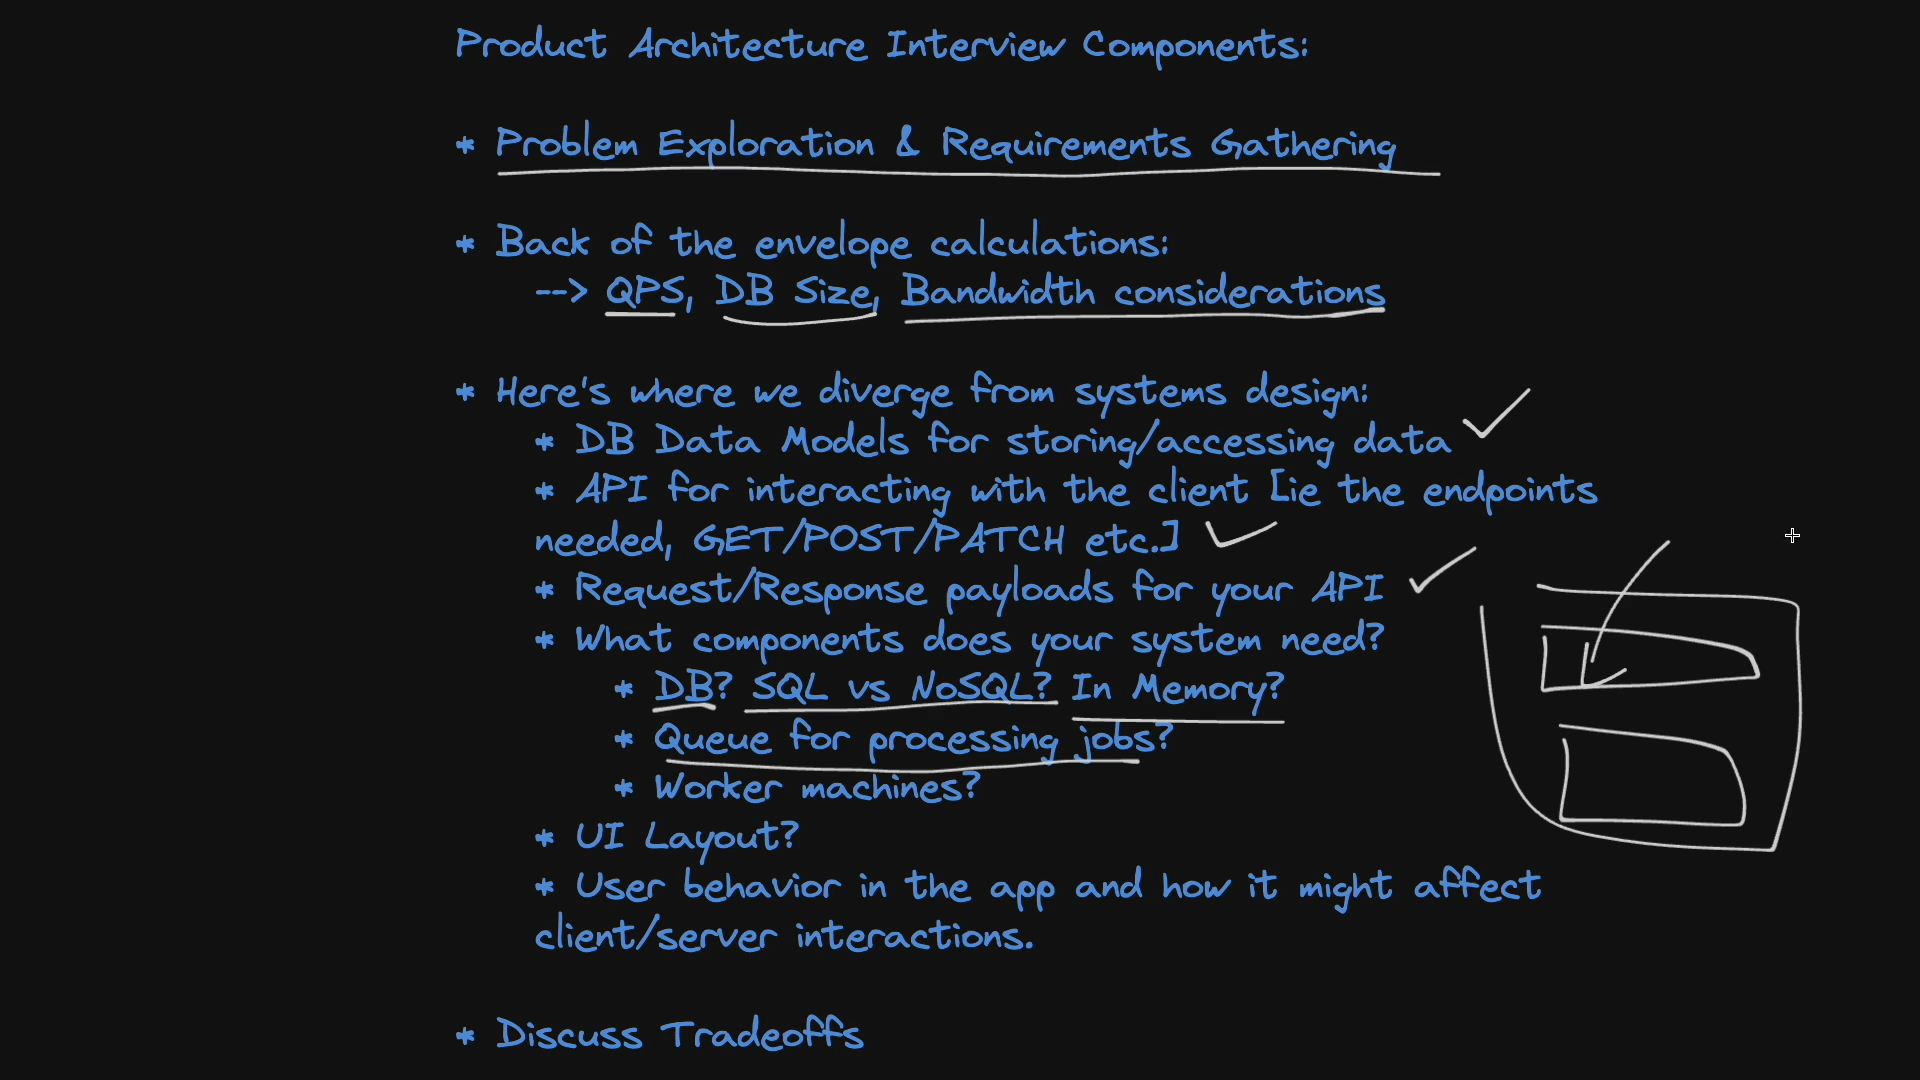 Product Architecture Interview Components:
* Problem Exploration & Requirements Gathering
* Back of the envelope calculations:
--> QPS, DB Size, Bandwidth considerations
* Here's where we diverge from systems design:
* DB Data Models for storing/accessing data
* API for interacting with the client [ie the endpoints
needed, GET/POST/PATCH etc.]
* Request/Response payloads for your API
* What components does your system need?
* DB? SQL vs NoSQL? In Memory?
* Queue for processing jobs?
* Worker machines?
* UI Layout?
* User behavior in the app and how it might affect
client/server interactions.
* Discuss Tradeoffs